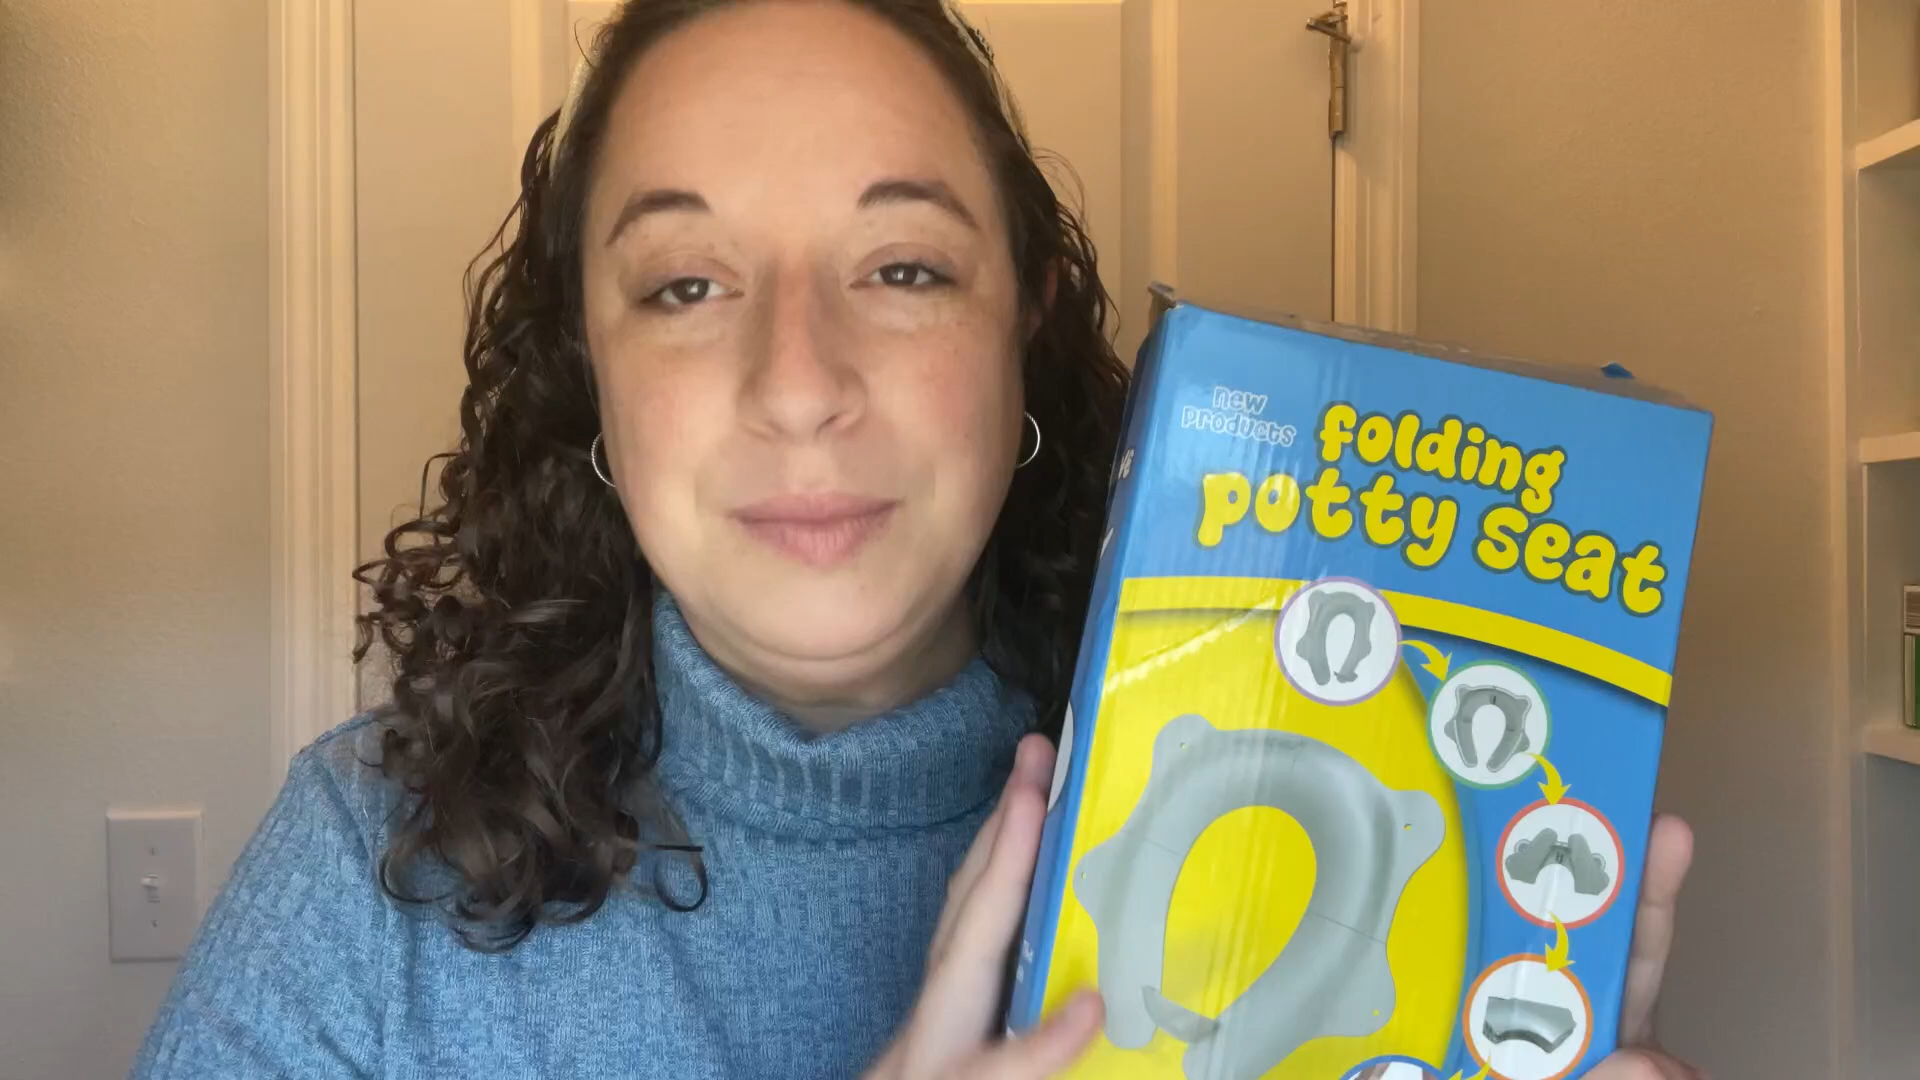 new
products
folding
potty seat